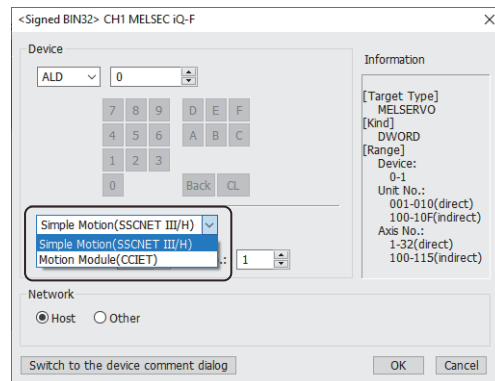 <Signed BIN32> CH1 MELSEC iQ-F
Device
ALD 0
7 8 9 D E F
4 5 6 A B C
1 2 3
0 Back CL
Simple Motion(SSCNET III/H)
Simple Motion(SSCNET III/H)
Motion Module(CCIET)
.: 1
Information
[Target Type]
MELSERVO
[Kind]
DWORD
[Range]
Device:
0-1
Unit No.:
001-010(direct)
100-10F(indirect)
Axis No.:
1-32(direct)
100-115(indirect)
Network
Host Other
Switch to the device comment dialog OK Cancel